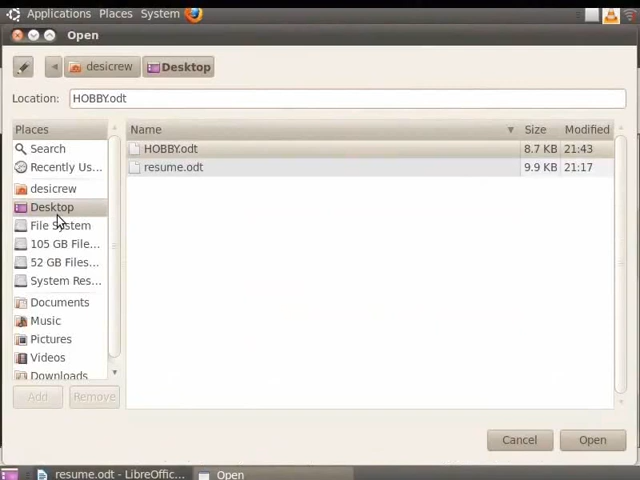 Applications Places System
Open
desicrew Desktop
Location: HOBBY.odt
Places Name Size Modified
Search HOBBY.odt 8.7 KB 21:43
Recently Us... resume.odt 9.9 KB 21:17
desicrew
Desktop
File System
105 GB File...
52 GB Files...
System Res...
Documents
Music
Pictures
Videos
Downloads
Add Remove
Cancel Open
resume.odt - LibreOffic... Open